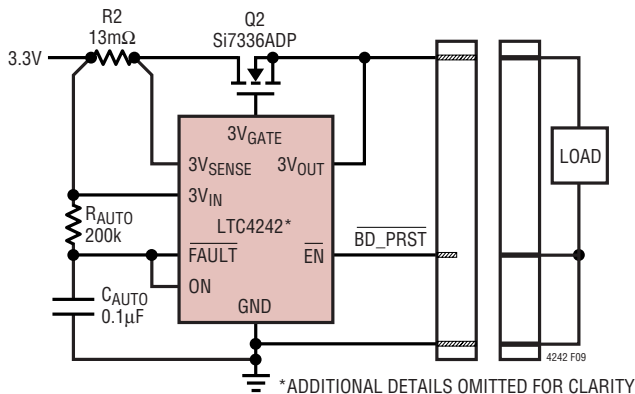 R2
13mΩ
Q2
Si7336ADP
3.3V
3VGATE
3VSENSE
3VOUT
3VIN
LOAD
RAUTO
200k
LTC4242*
BD_PRST
FAULT
EN
ON
CAUTO
0.1µF
GND
4242 F09
*ADDITIONAL DETAILS OMITTED FOR CLARITY